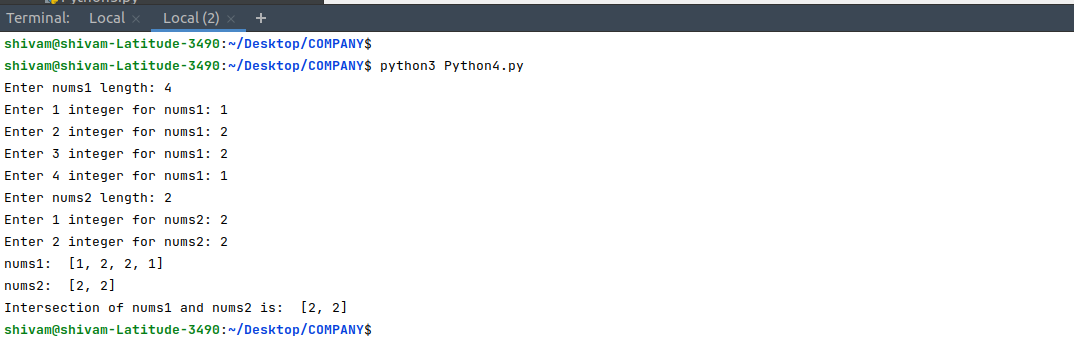 Terminal: Local × Local (2) × +
shivam@shivam-Latitude-3490:~/Desktop/COMPANY$
shivam@shivam-Latitude-3490:~/Desktop/COMPANY$ python3 Python4.py
Enter nums1 length: 4
Enter 1 integer for nums1: 1
Enter 2 integer for nums1: 2
Enter 3 integer for nums1: 2
Enter 4 integer for nums1: 1
Enter nums2 length: 2
Enter 1 integer for nums2: 2
Enter 2 integer for nums2: 2
nums1:  [1, 2, 2, 1]
nums2:  [2, 2]
Intersection of nums1 and nums2 is:  [2, 2]
shivam@shivam-Latitude-3490:~/Desktop/COMPANY$